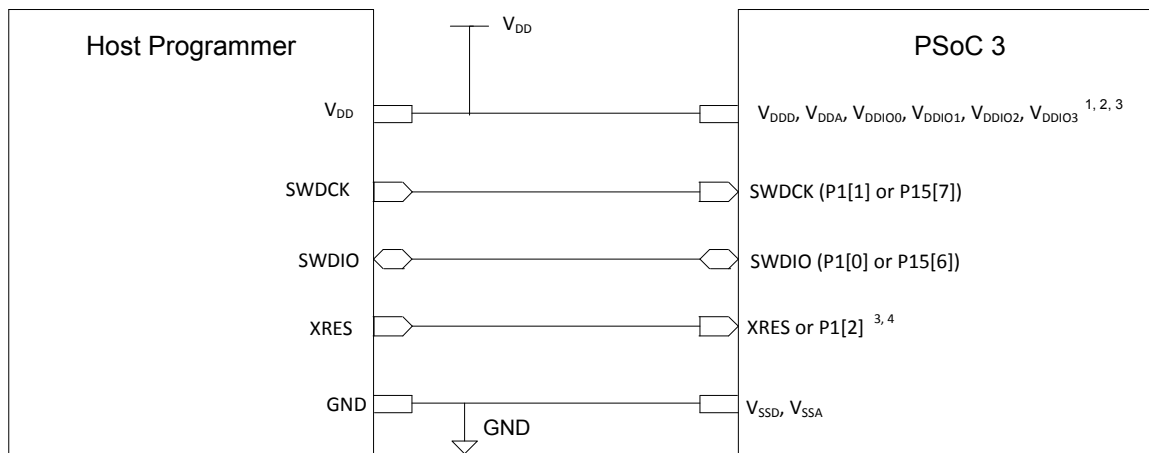 Host Programmer
V_DD
PSoC 3
V_DD
V_DDD, V_DDA, V_DDIO0, V_DDIO1, V_DDIO2, V_DDIO3 1, 2, 3
SWDCK
SWDCK (P1[1] or P15[7])
SWDIO
SWDIO (P1[0] or P15[6])
XRES
XRES or P1[2] 3, 4
GND
GND
V_SSD, V_SSA